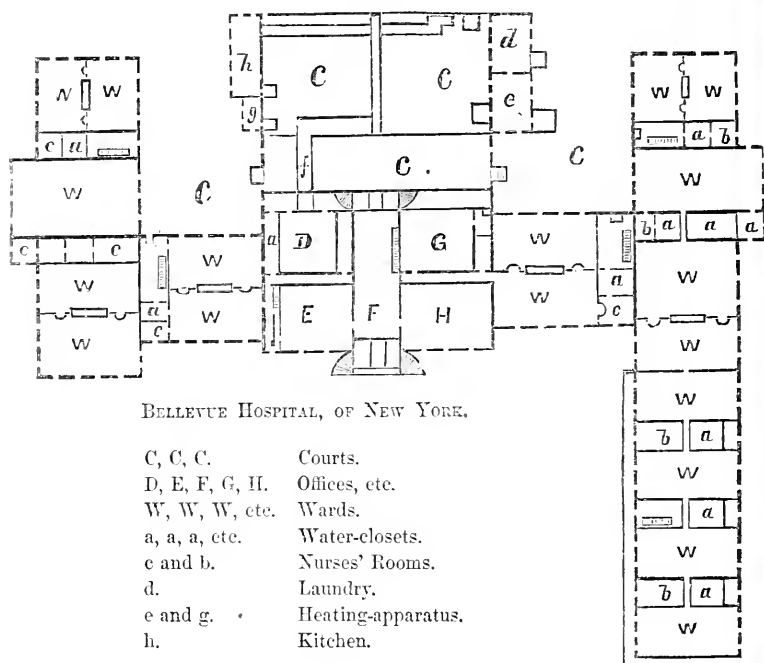 h C C d
N W W W
g e
c a a b
f C . C
W C W
a D G W b a a a
c c W
W a W
W W a
a E F H W c
c W
W
BELLEVUE HOSPITAL, OF NEW YORK.
W
C, C, C. Courts.
b a
D, E, F, G, H. Offices, etc.
W, W, W, etc. Wards.
W
a, a, a, etc. Water-closets.
a
c and b. Nurses' Rooms.
W
d. Laundry.
b a
e and g. Heating-apparatus.
W
h. Kitchen.